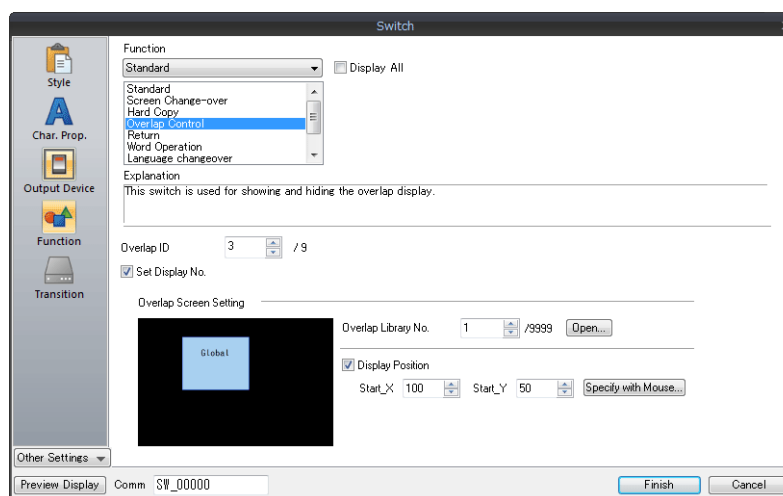 Switch
Style
Char. Prop.
Output Device
Function
Transition
Other Settings
Function
Standard
Display All
Standard
Screen Change-over
Hard Copy
Overlap Control
Return
Word Operation
Language changeover
Explanation
This switch is used for showing and hiding the overlap display.
Overlap ID 3 / 9
Set Display No.
Overlap Screen Setting
Global
Overlap Library No. 1 /9999 Open...
Display Position
Start_X 100 Start_Y 50 Specify with Mouse...
Preview Display Comm SW_00000 Finish Cancel